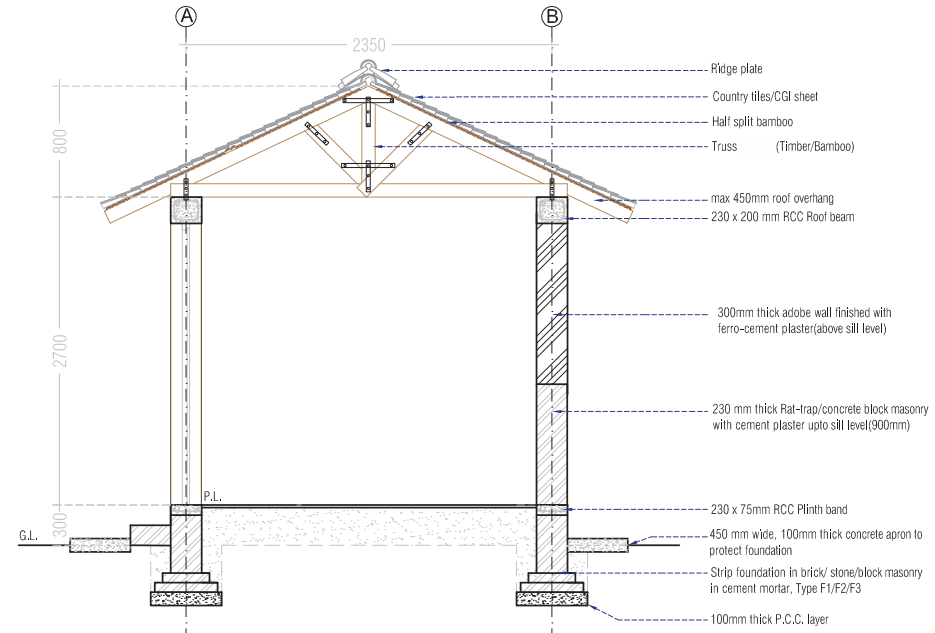 A
B
2350
Ridge plate
Country tiles/CGI sheet
Half split bamboo
Truss (Timber/Bamboo)
800
max 450mm roof overhang
230 x 200 mm RCC Roof beam
300mm thick adobe wall finished with
ferro-cement plaster(above sill level)
2700
230 mm thick Rat-trap/concrete block masonry
with cement plaster upto sill level(900mm)
P.L.
230 x 75mm RCC Plinth band
300
G.L.
450 mm wide, 100mm thick concrete apron to
protect foundation
Strip foundation in brick/ stone/block masonry
in cement mortar, Type F1/F2/F3
100mm thick P.C.C. layer